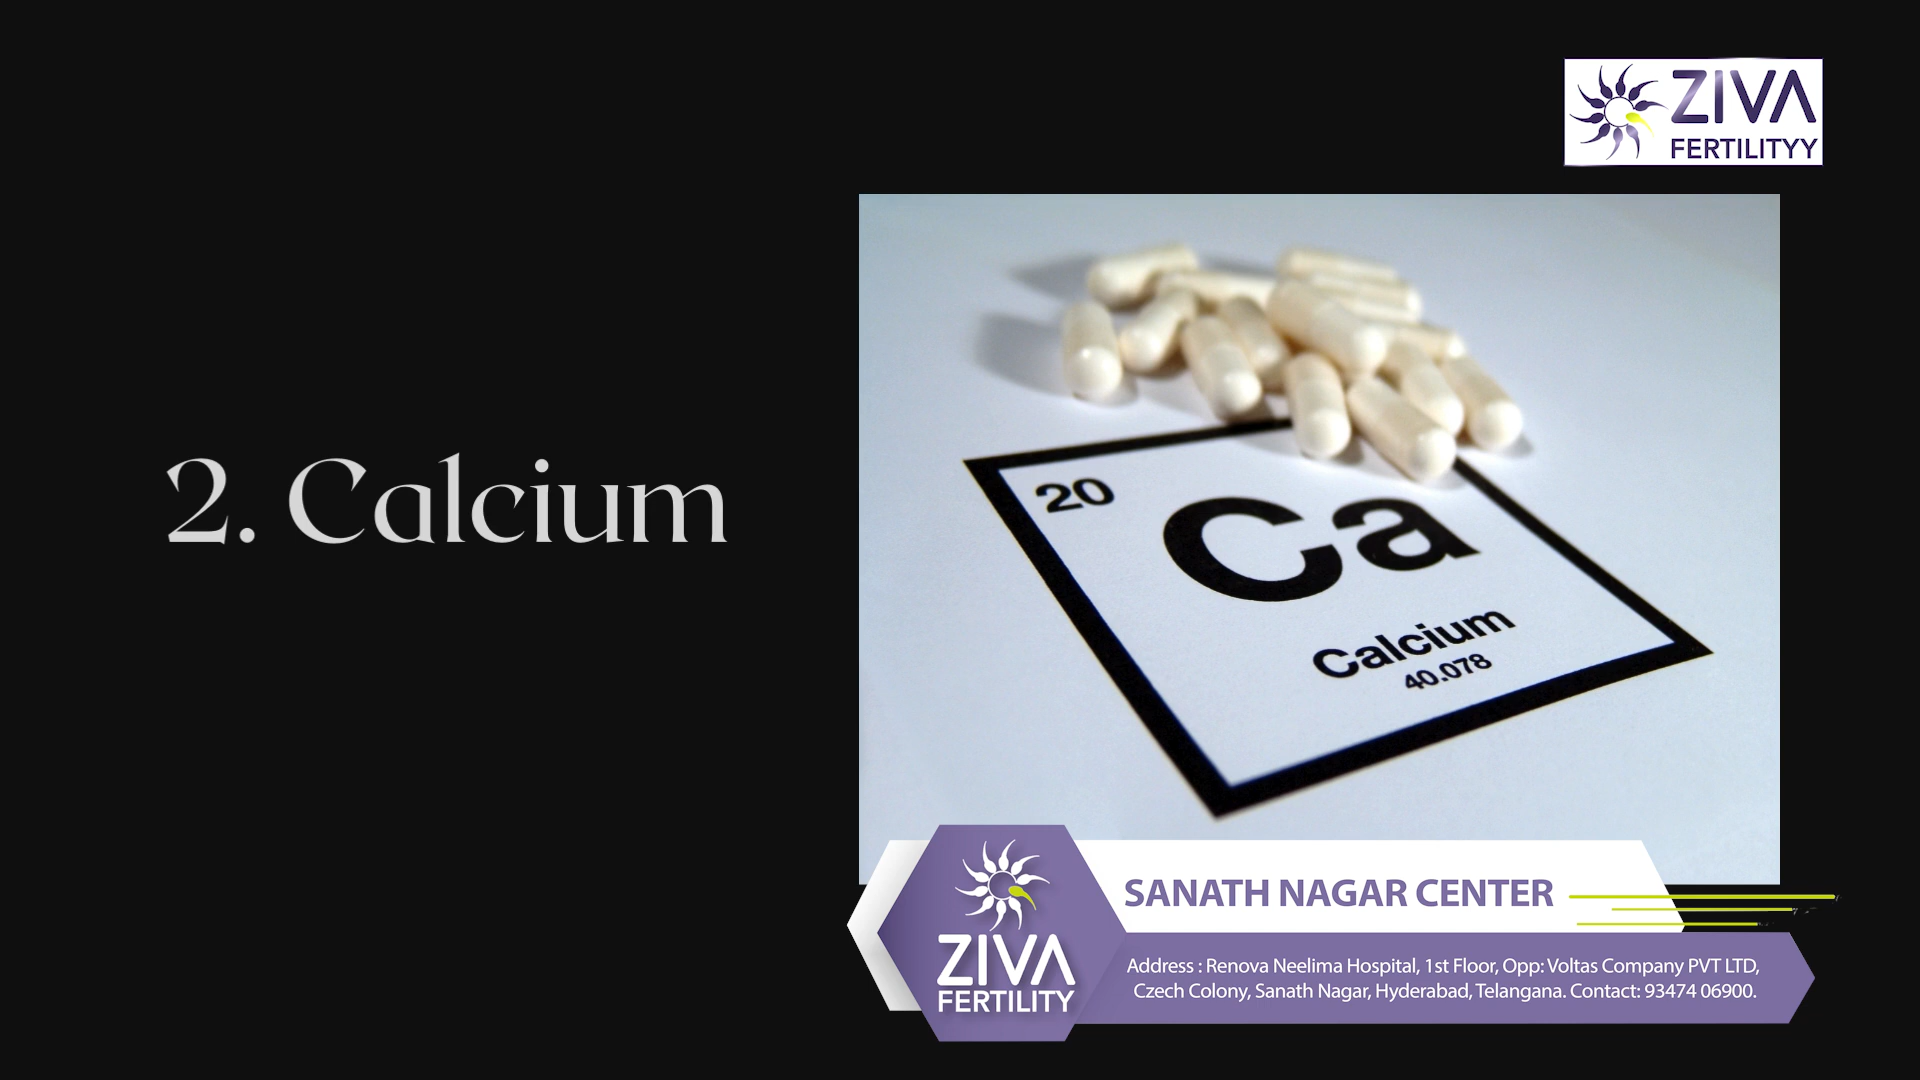 ZIVA
FERTILITYY
2. Calcium
20
Ca
Calcium
40.078
ZIVA
FERTILITY
SANATH NAGAR CENTER
Address : Renova Neelima Hospital, 1st Floor, Opp: Voltas Company PVT LTD,
Czech Colony, Sanath Nagar, Hyderabad, Telangana. Contact: 93474 06900.